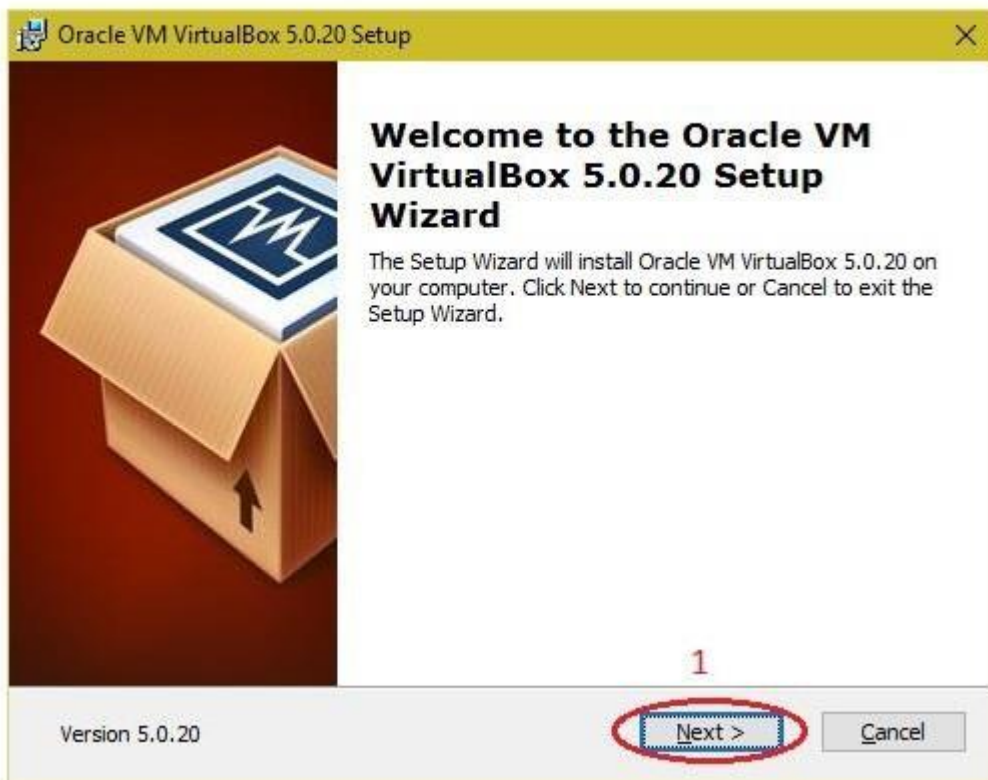 Oracle VM VirtualBox 5.0.20 Setup
Welcome to the Oracle VM
VirtualBox 5.0.20 Setup
Wizard
The Setup Wizard will install Oracle VM VirtualBox 5.0.20 on
your computer. Click Next to continue or Cancel to exit the
Setup Wizard.
1
Version 5.0.20
Next >
Cancel